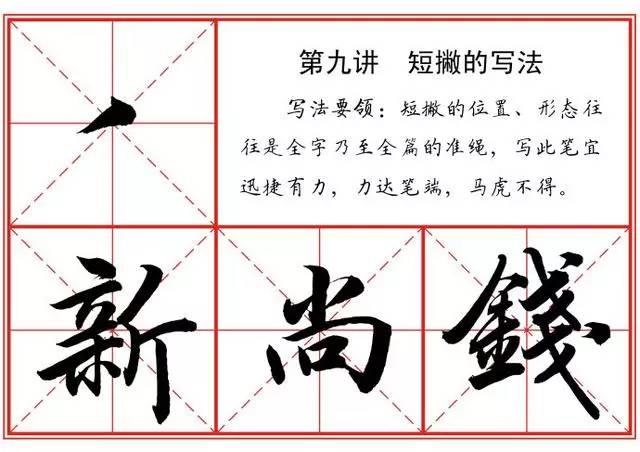 第九讲 短撇的写法
写法要领：短撇的位置、形态往
往是全字乃至全篇的准绳，写此笔宜
迅捷有力，力达笔端，马虎不得。
新 尚 錢